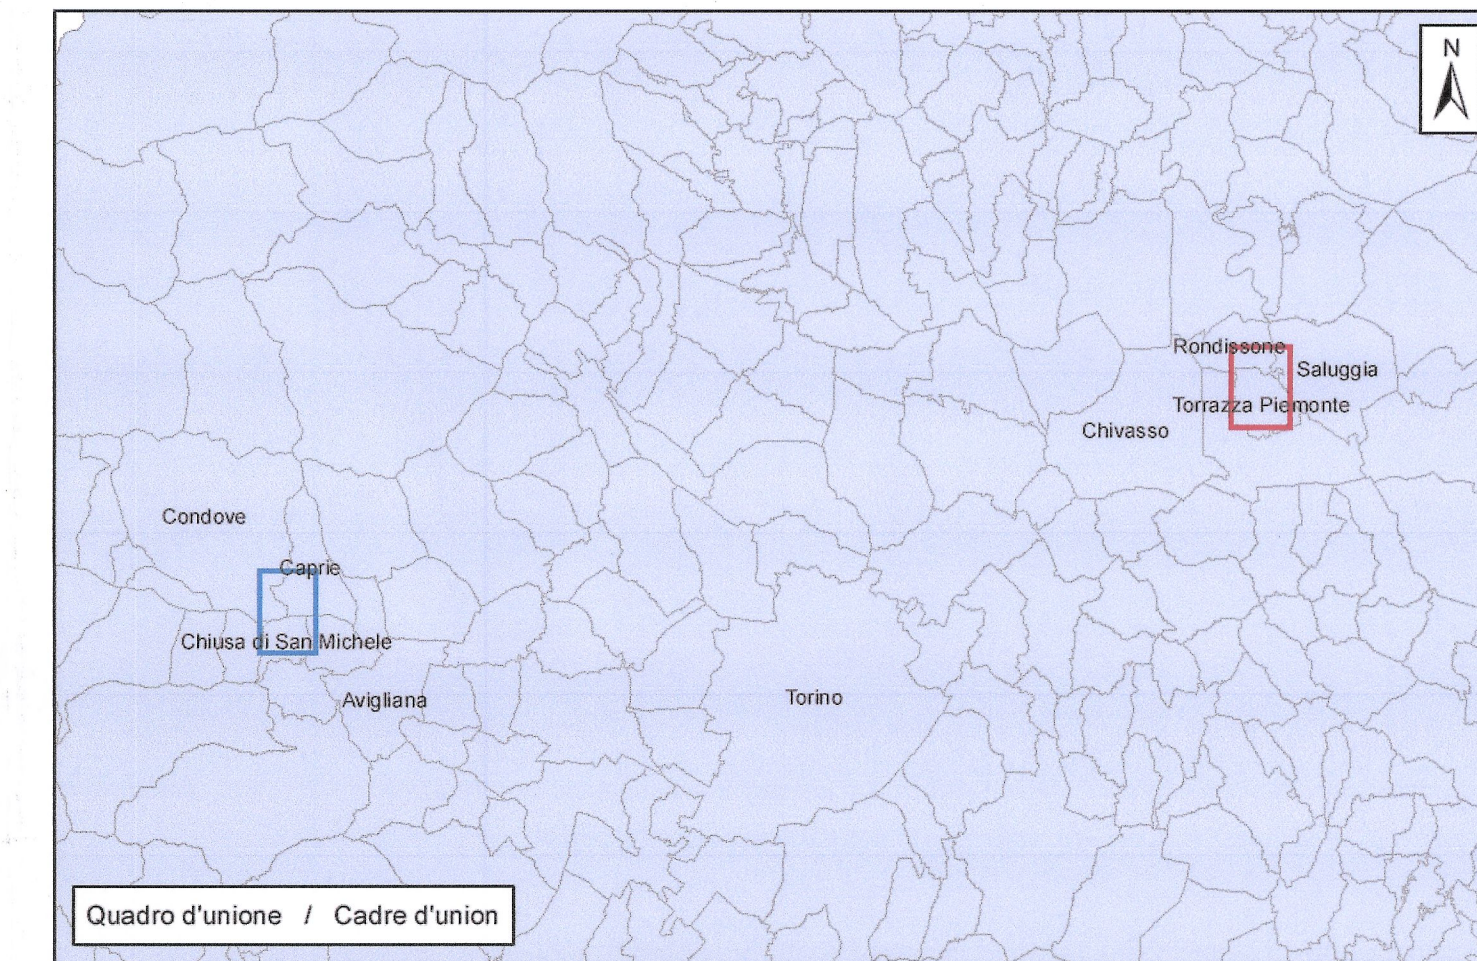 N
Rondissone
Saluggia
Torrazza Piemonte
Chivasso
Condove
Caprie
Chiusa di San Michele
Avigliana
Torino
Quadro d'unione / Cadre d'union